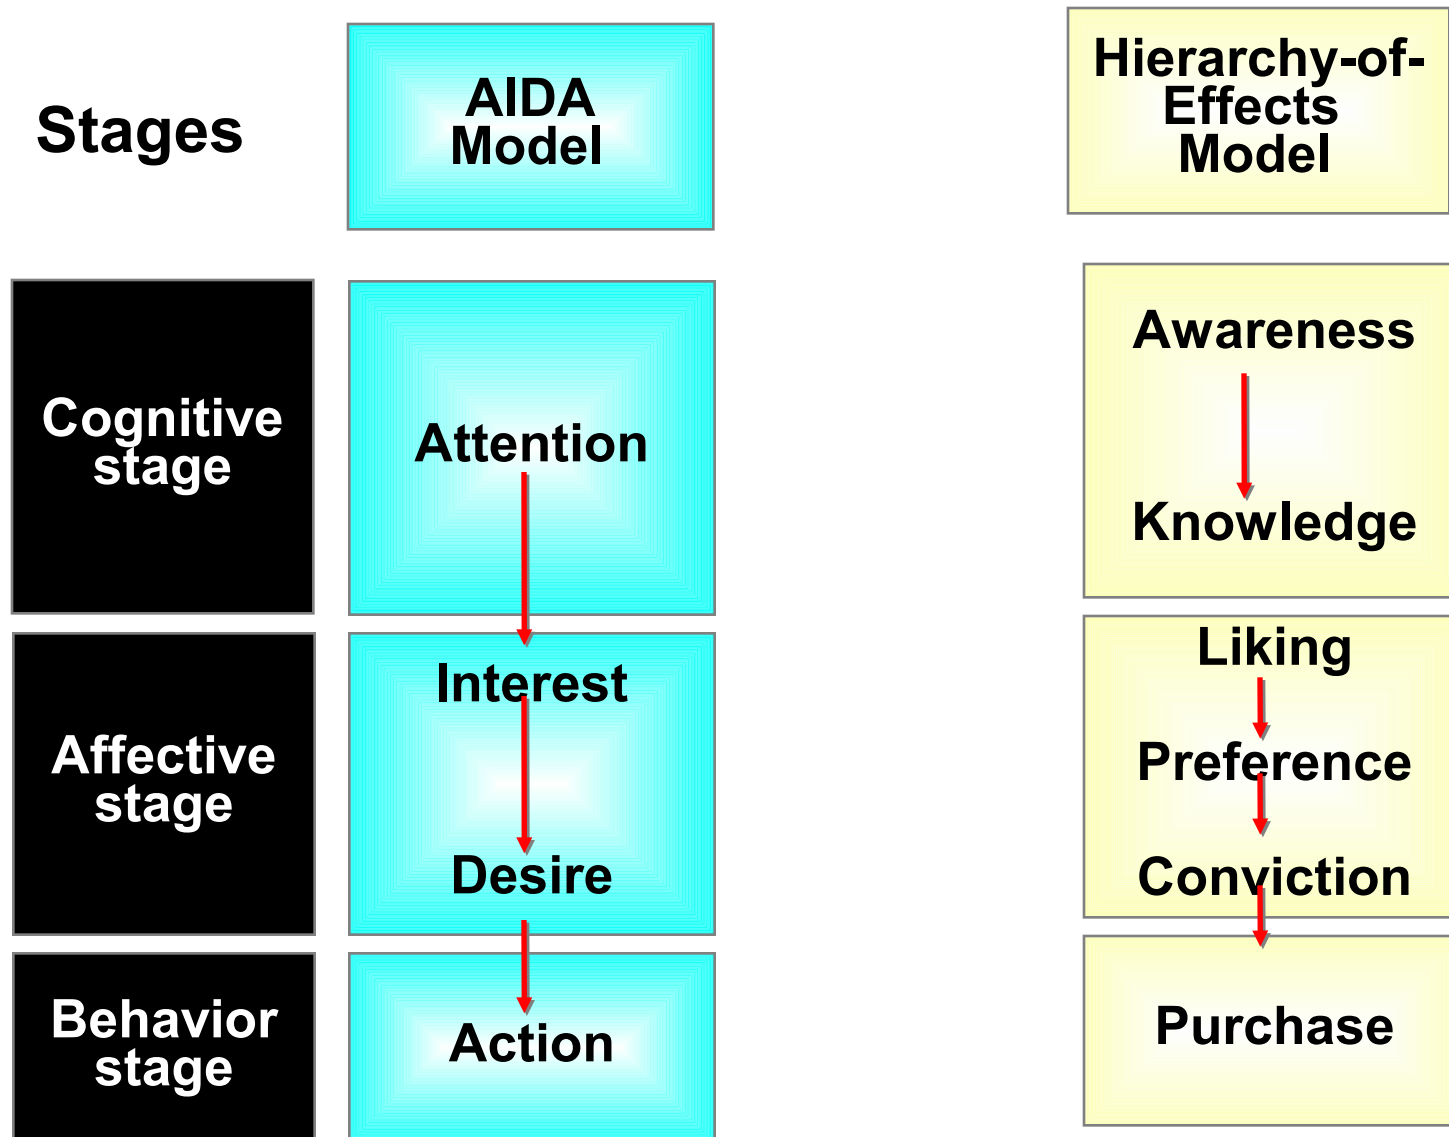 Stages
AIDA
Model
Hierarchy-of-
Effects
Model
Cognitive
stage
Attention
Awareness
Knowledge
Affective
stage
Interest
Desire
Liking
Preference
Conviction
Behavior
stage
Action
Purchase